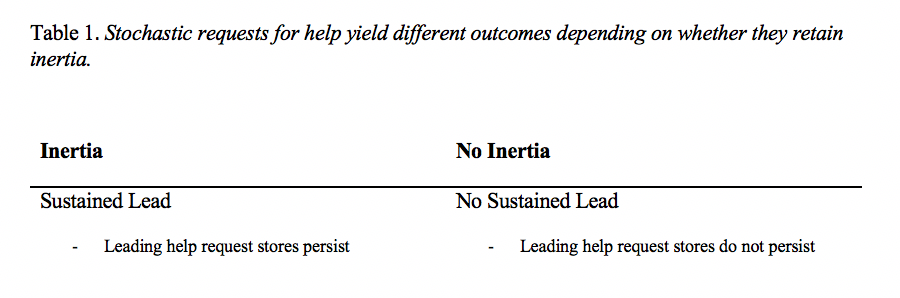 Table 1. Stochastic requests for help yield different outcomes depending on whether they retain
inertia.
Inertia No Inertia
Sustained Lead No Sustained Lead
- Leading help request stores persist - Leading help request stores do not persist